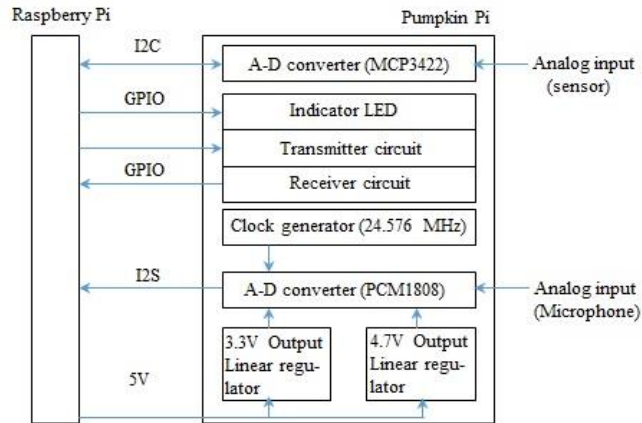 Raspberry Pi
Pumpkin Pi
I2C
A-D converter (MCP3422)
Analog input
(sensor)
GPIO
Indicator LED
Transmitter circuit
GPIO
Receiver circuit
Clock generator (24.576 MHz)
I2S
A-D converter (PCM1808)
Analog input
(Microphone)
3.3V Output
Linear regu-
lator
4.7V Output
Linear regu-
lator
5V